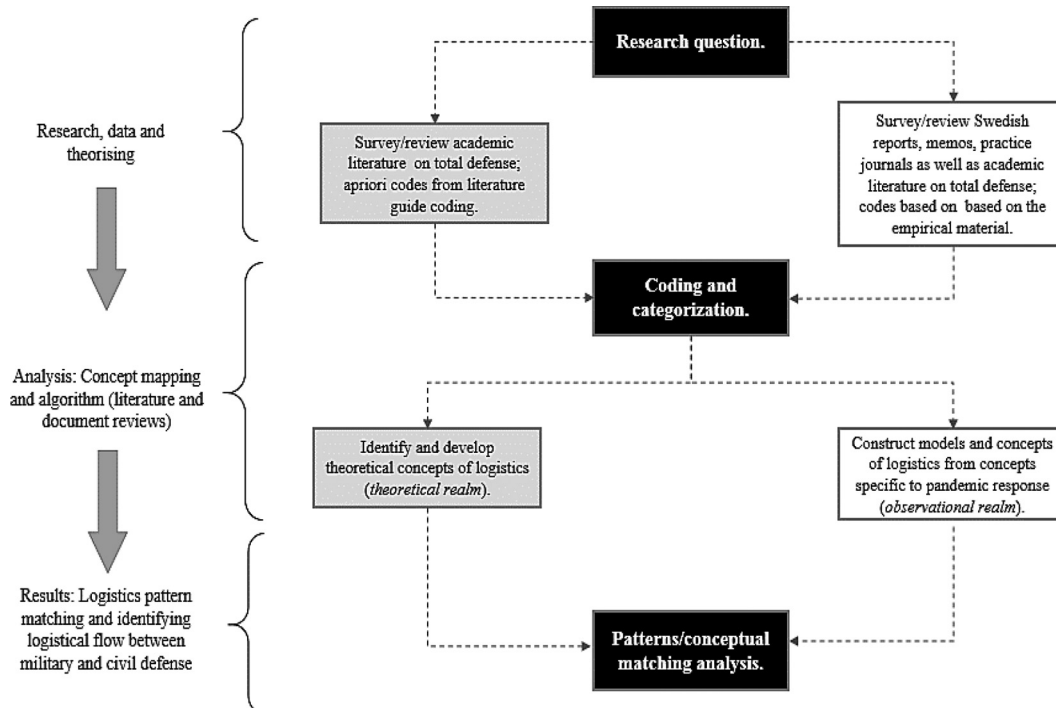 Research question.
Research, data and
theorising
Survey/review academic
literature on total defense;
apriori codes from literature
guide coding.
Survey/review Swedish
reports, memos, practice
journals as well as academic
literature on total defense;
codes based on based on the
empirical material.
Coding and
categorization.
Analysis: Concept mapping
and algorithm (literature and
document reviews)
Identify and develop
theoretical concepts of logistics
(theoretical realm).
Construct models and concepts
of logistics from concepts
specific to pandemic response
(observational realm).
Results: Logistics pattern
matching and identifying
logistical flow between
military and civil defense
Patterns/conceptual
matching analysis.